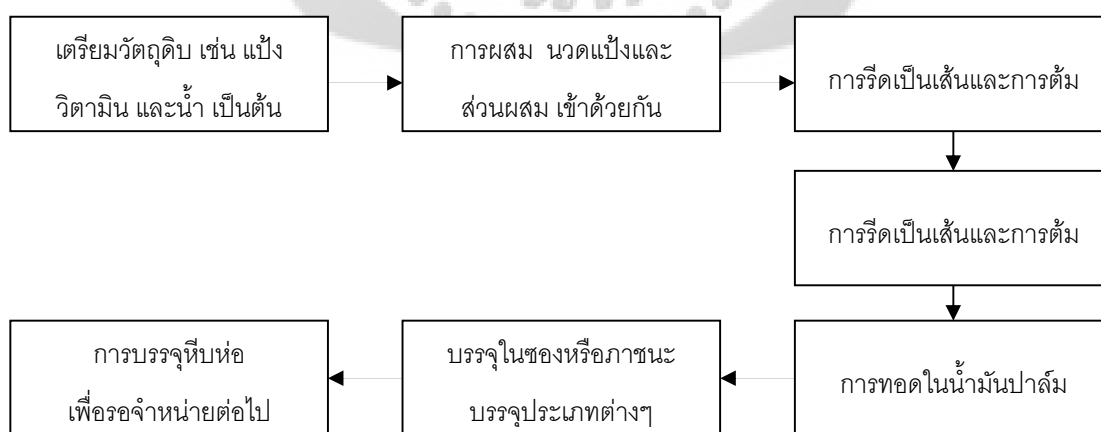 เตรียมวัตถุดิบ เช่น แป้ง
วิตามิน และน้ำ เป็นต้น
การผสม นวดแป้งและ
ส่วนผสม เข้าด้วยกัน
การรีดเป็นเส้นและการต้ม
การรีดเป็นเส้นและการต้ม
การทอดในน้ำมันปาล์ม
บรรจุในซองหรือภาชนะ
บรรจุประเภทต่างๆ
การบรรจุหีบห่อ
เพื่อรอจำหน่ายต่อไป